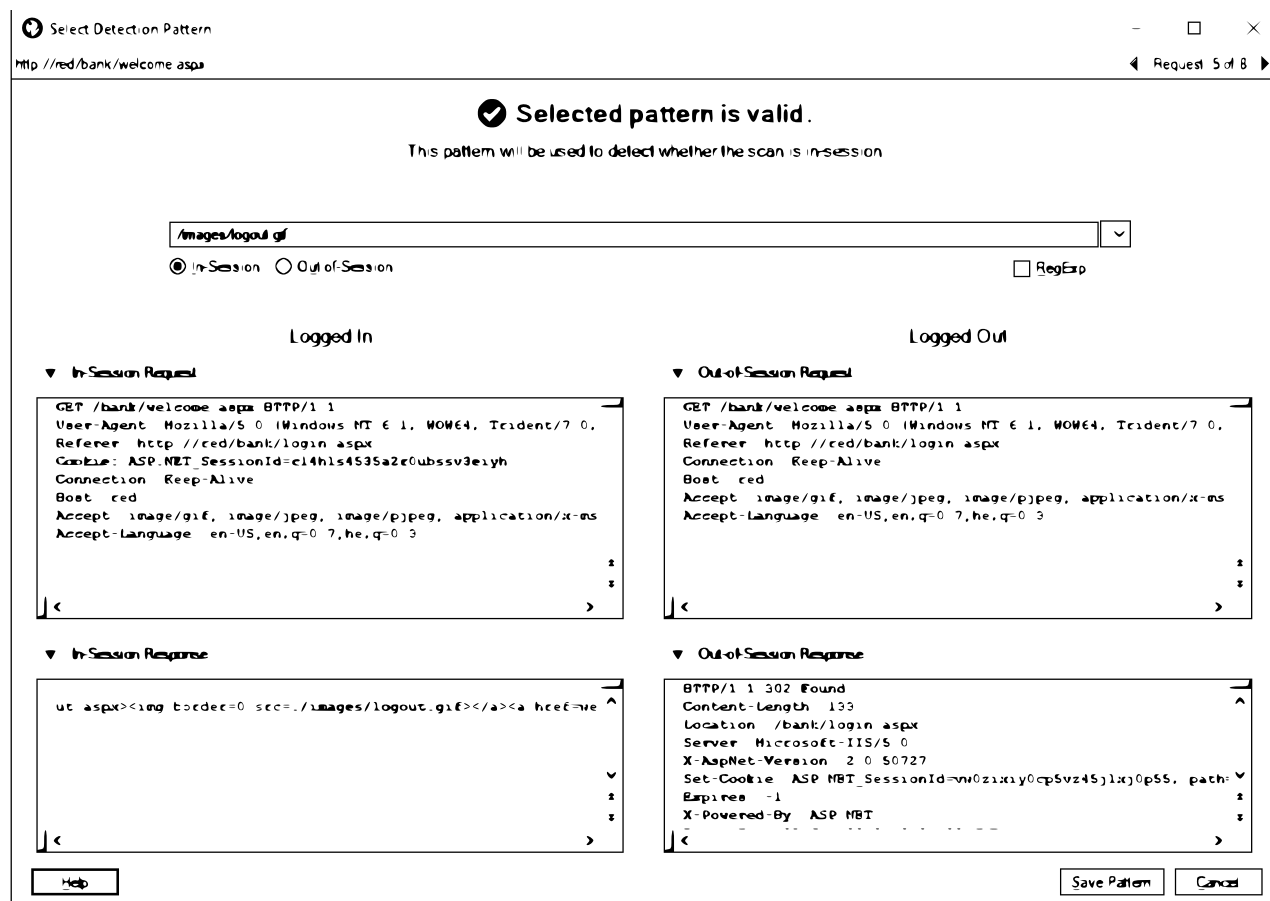 Select Detection Pattern
http //red/bank/welcome aspx
Request 5 of 8
Selected pattern is valid.
This pattern will be used to detect whether the scan is in-session
/images/logout gif
In-Session
Out of-Session
RegExp
Logged In
Logged Out
In-Session Request
Out-of-Session Request
GET /bank/welcome aspx HTTP/1 1
User-Agent Mozilla/5 0 (Windows NT 6 1, WOW64, Trident/7 0,
Referer http //red/bank/login aspx
Cookie: ASP.NET_SessionId=
Connection Keep-Alive
Host red
Accept image/gif, image/jpeg, image/pjpeg, application/x-ms
Accept-Language en-US,en,q=0 7,he,q=0 3
GET /bank/welcome aspx HTTP/1 1
User-Agent Mozilla/5 0 (Windows NT 6 1, WOW64, Trident/7 0,
Referer http //red/bank/login aspx
Connection Keep-Alive
Host red
Accept image/gif, image/jpeg, image/pjpeg, application/x-ms
Accept-Language en-US,en,q=0 7,he,q=0 3
In-Session Response
Out-of-Session Response
ut aspx><img border=0 src=./images/logout.gif></a><a href=we
HTTP/1 1 302 Found
Content-Length 133
Location /bank/login aspx
Server Microsoft-IIS/5 0
X-AspNet-Version 2 0 50727
Set-Cookie ASP NET_SessionId= path=
Expires -1
X-Powered-By ASP NET
Help
Save Pattern
Cancel